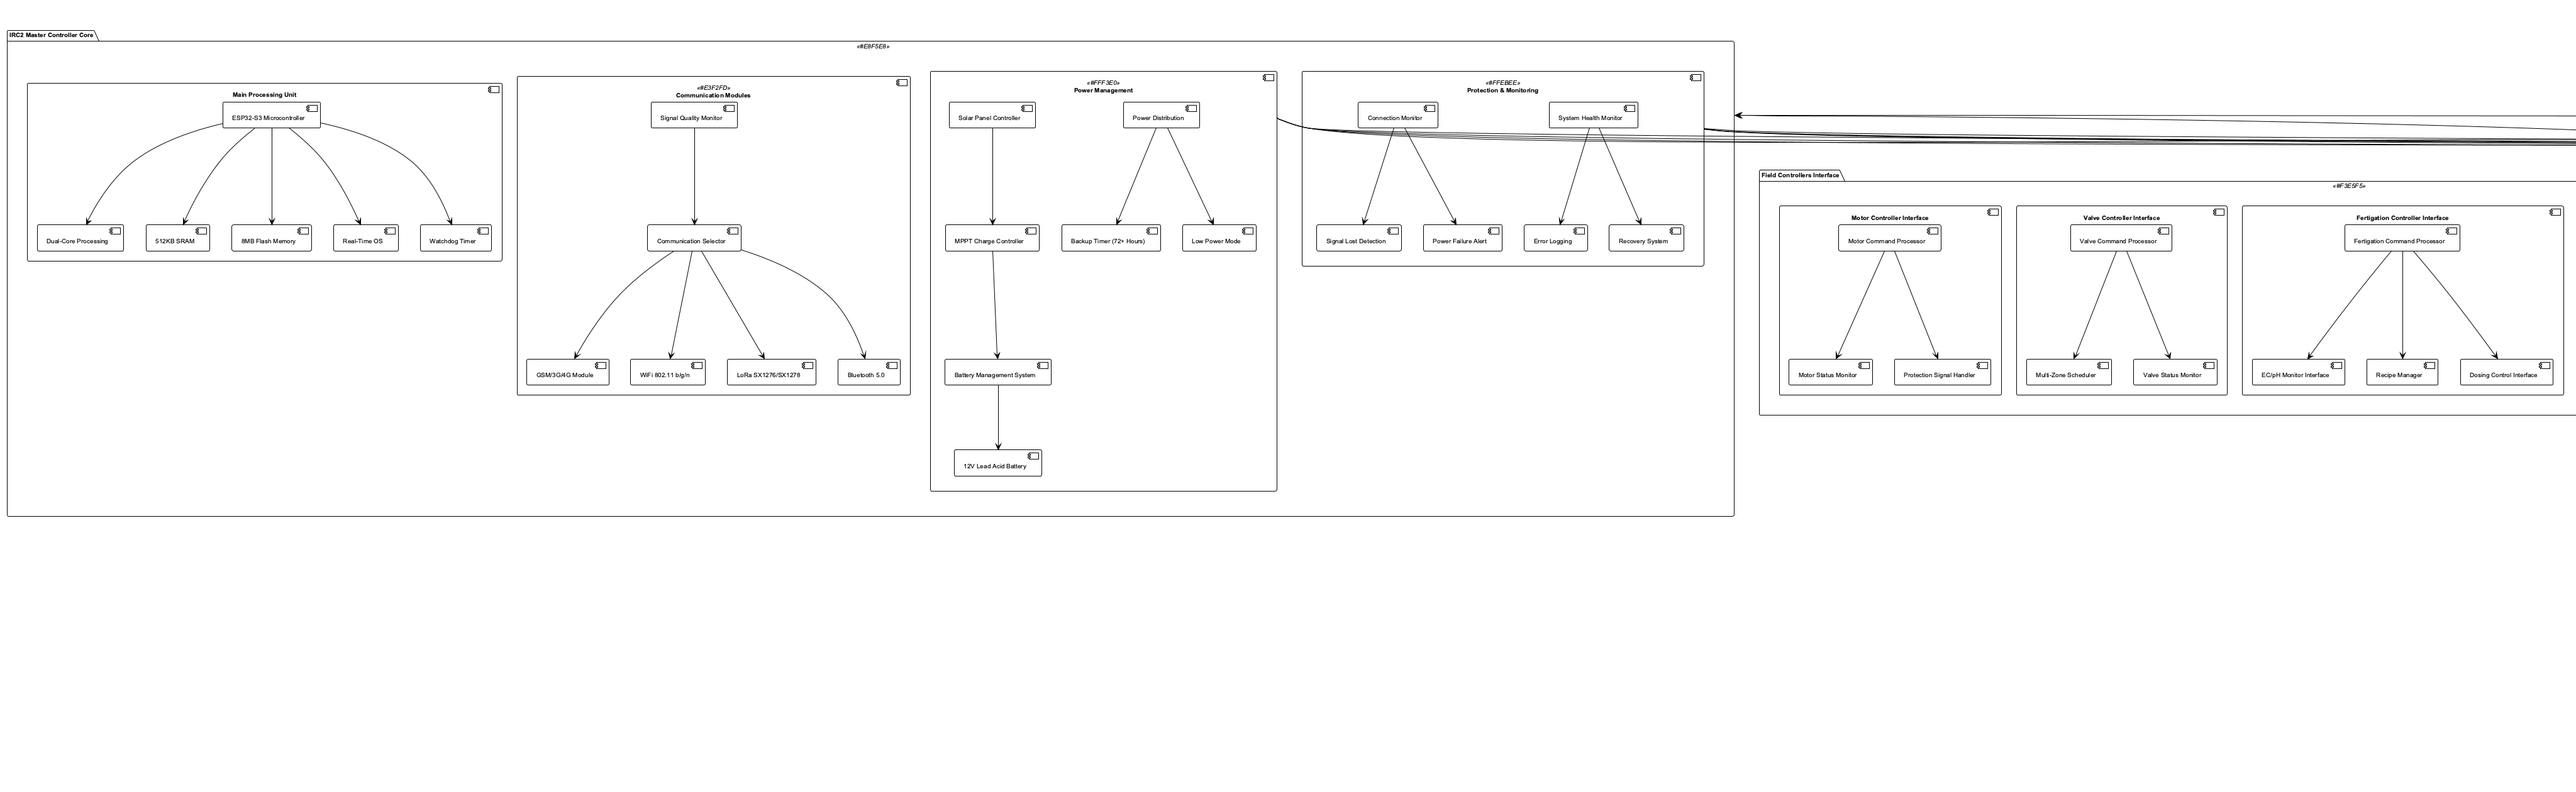 IRC2 Master Controller Core
«#E8F5E8»
Main Processing Unit
ESP32-S3 Microcontroller
Dual-Core Processing
512KB SRAM
8MB Flash Memory
Real-Time OS
Watchdog Timer
«#E3F2FD»
Communication Modules
Signal Quality Monitor
Communication Selector
GSM/3G/4G Module
WiFi 802.11 b/g/n
LoRa SX1276/SX1278
Bluetooth 5.0
«#FFF3E0»
Power Management
Solar Panel Controller
Power Distribution
MPPT Charge Controller
Backup Timer (72+ Hours)
Low Power Mode
Battery Management System
12V Lead Acid Battery
«#FFEBEE»
Protection & Monitoring
Connection Monitor
System Health Monitor
Signal Lost Detection
Power Failure Alert
Error Logging
Recovery System
Field Controllers Interface
«#F3E5F5»
Motor Controller Interface
Motor Command Processor
Motor Status Monitor
Protection Signal Handler
Valve Controller Interface
Valve Command Processor
Multi-Zone Scheduler
Valve Status Monitor
Fertigation Controller Interface
Fertigation Command Processor
EC/pH Monitor Interface
Recipe Manager
Dosing Control Interface